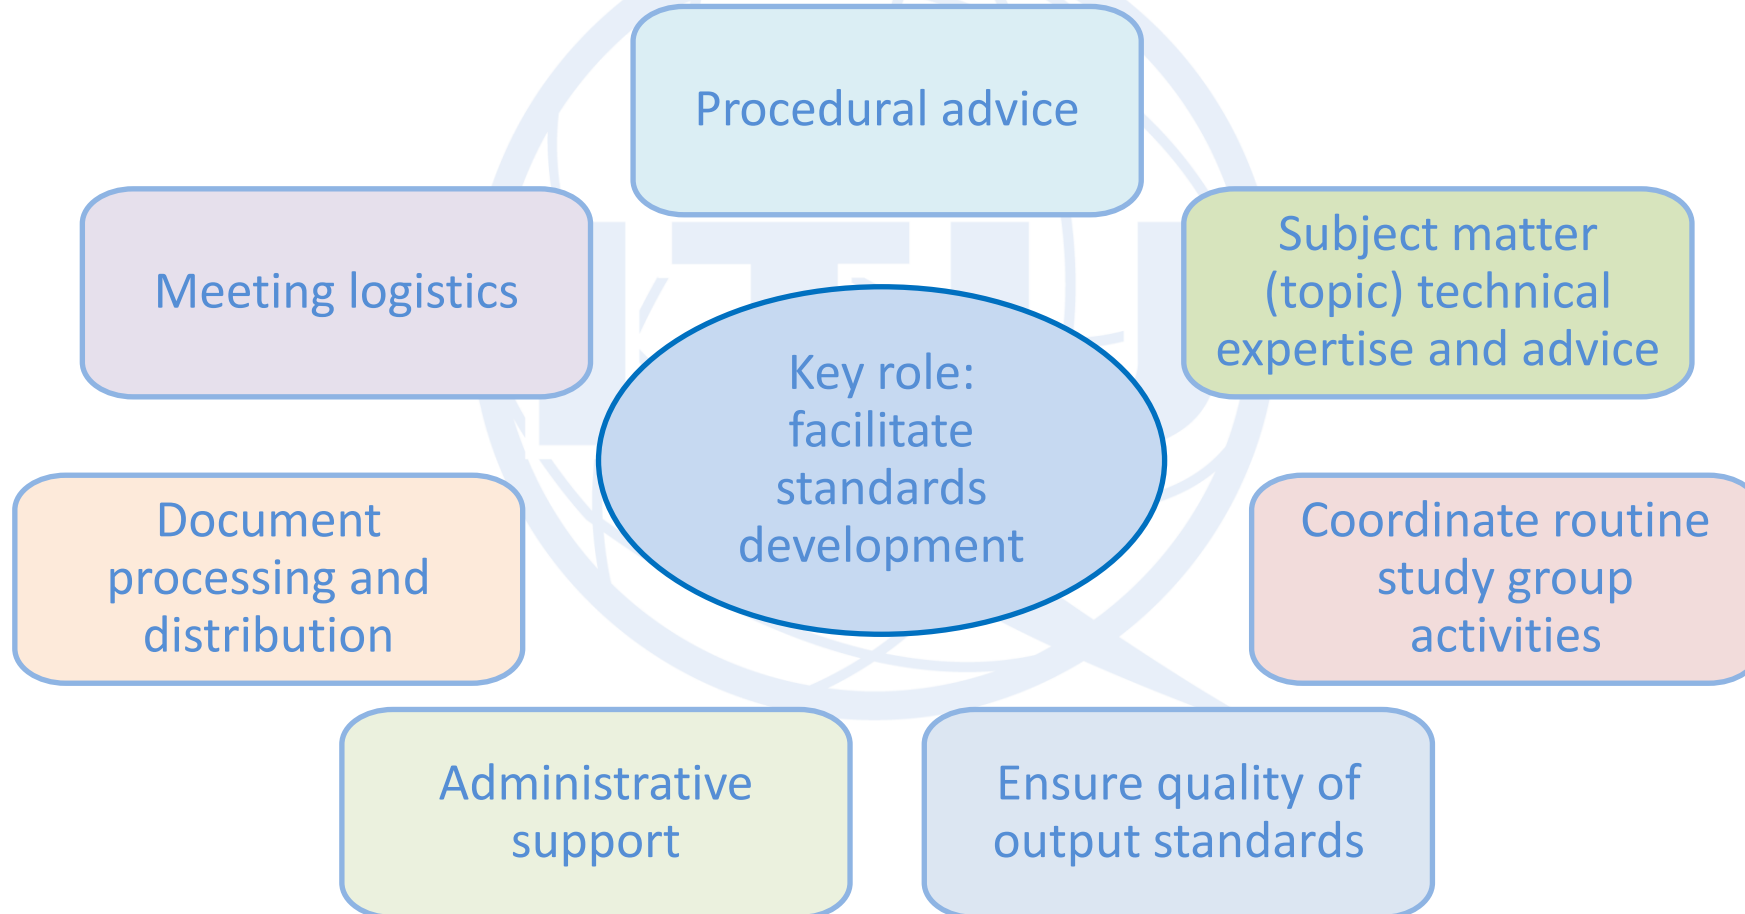 Procedural advice
Meeting logistics
Subject matter
(topic) technical
expertise and advice
ITU
Key role:
facilitate
standards
development
Document
processing and
distribution
Coordinate routine
study group
activities
Administrative
support
Ensure quality of
output standards